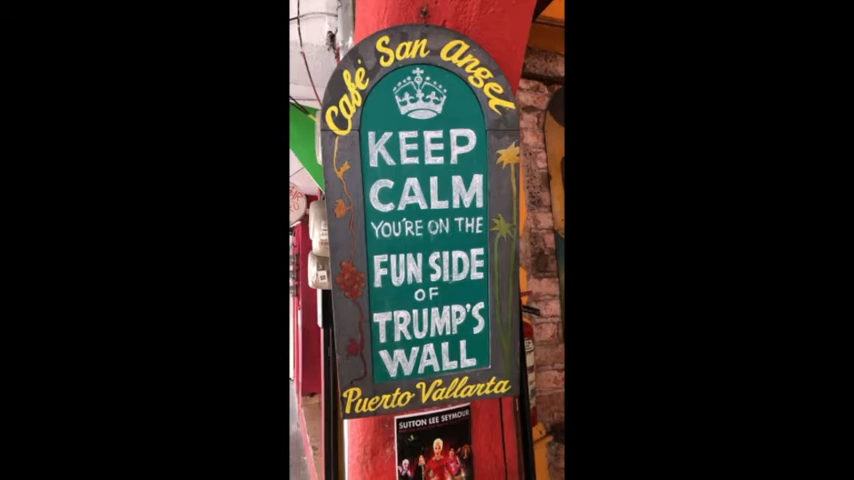 Café San Angel
KEEP
CALM
YOU'RE ON THE
FUN SIDE
OF
TRUMP'S
WALL
Puerto Vallarta
SUTTON LEE SEYMOUR